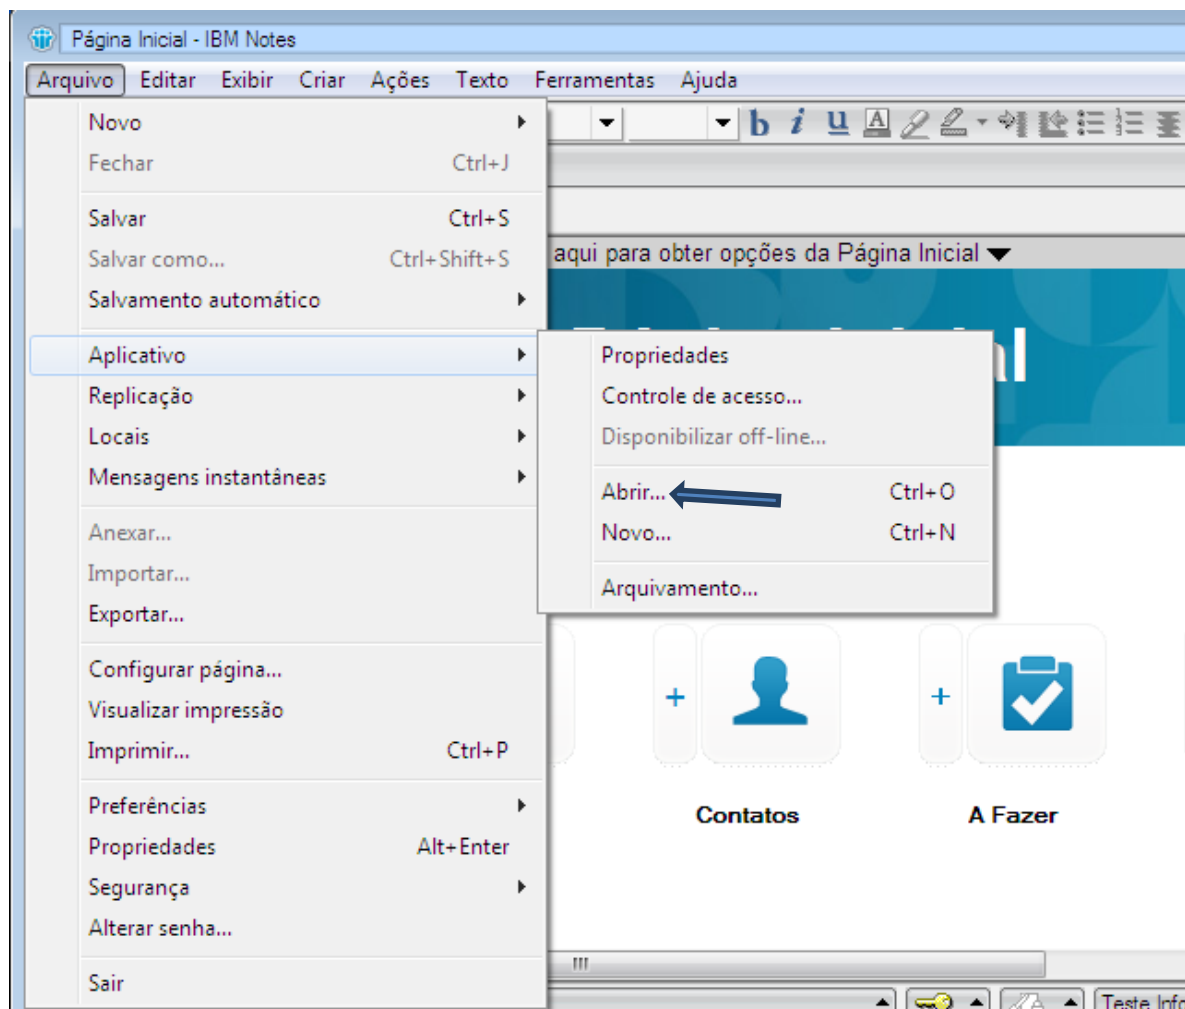 Página Inicial - IBM Notes
Arquivo Editar Exibir Criar Ações Texto Ferramentas Ajuda
b i u A
Novo
Fechar Ctrl+J
Salvar Ctrl+S
Salvar como... Ctrl+Shift+S
Salvamento automático
Aplicativo
Replicação
Locais
Mensagens instantâneas
Anexar...
Importar...
Exportar...
Configurar página...
Visualizar impressão
Imprimir... Ctrl+P
Preferências
Propriedades Alt+Enter
Segurança
Alterar senha...
Sair
aqui para obter opções da Página Inicial
Propriedades
Controle de acesso...
Disponibilizar off-line...
Abrir... Ctrl+O
Novo... Ctrl+N
Arquivamento...
+ +
Contatos A Fazer
Teste Info